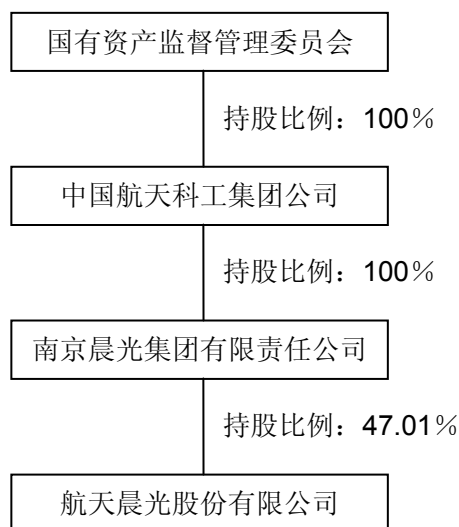 国有资产监督管理委员会
持股比例：100％
中国航天科工集团公司
持股比例：100％
南京晨光集团有限责任公司
持股比例：47.01％
航天晨光股份有限公司